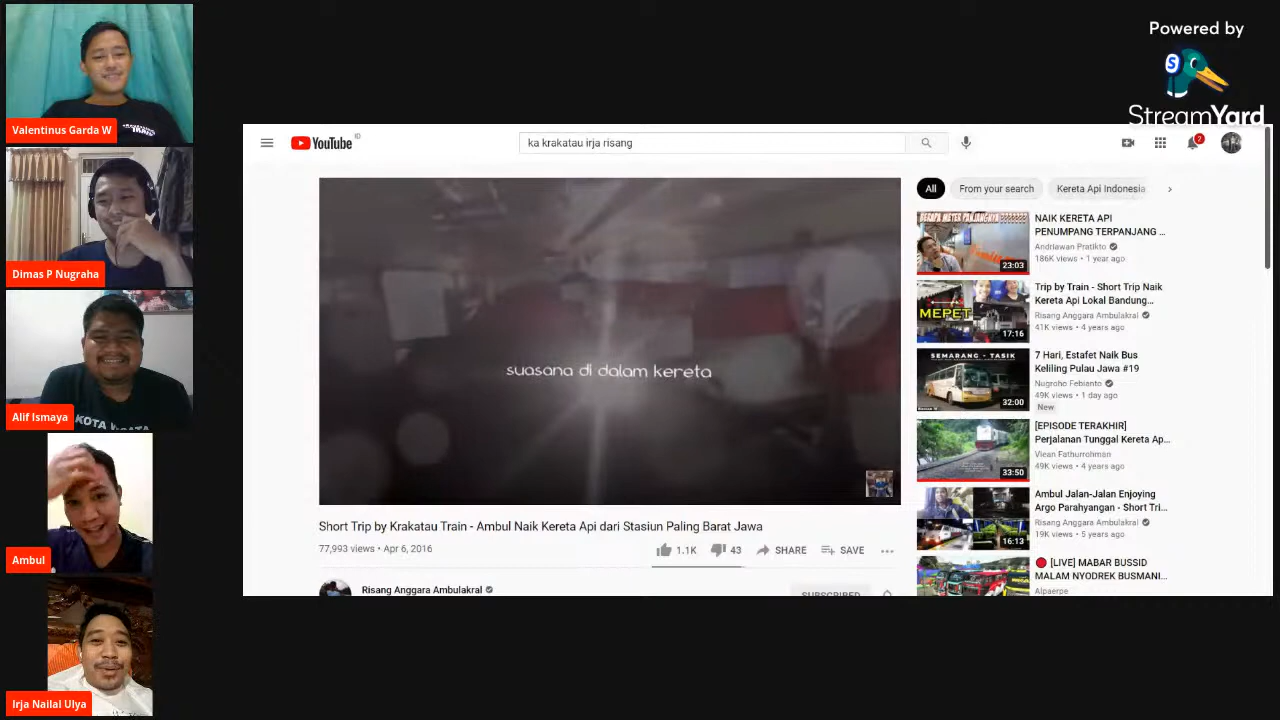 Powered by
StreamYard
Valentinus Garda W
Dimas P Nugraha
Alif Ismaya
KOTA WISATA
Ambul
Irja Nailal Ulya
YouTube ID
ka krakatau irja risang
2
suasana di dalam kereta
Short Trip by Krakatau Train - Ambul Naik Kereta Api dari Stasiun Paling Barat Jawa
77,993 views • Apr 6, 2016
1.1K 43 SHARE SAVE
Risang Anggara Ambulakral
SUBSCRIBED
All From your search Kereta Api Indonesia
23:03
NAIK KERETA API
PENUMPANG TERPANJANG ...
Andriawan Pratikto
186K views • 1 year ago
MEPET
17:16
Trip by Train - Short Trip Naik
Kereta Api Lokal Bandung...
Risang Anggara Ambulakral
41K views • 4 years ago
SEMARANG - TASIK
32:00
7 Hari, Estafet Naik Bus
Keliling Pulau Jawa #19
Nugroho Febianto
49K views • 1 day ago
New
33:50
[EPISODE TERAKHIR]
Perjalanan Tunggal Kereta Ap...
Viean Fathurrohman
49K views • 4 years ago
16:13
Ambul Jalan-Jalan Enjoying
Argo Parahyangan - Short Tri...
Risang Anggara Ambulakral
19K views • 5 years ago
[LIVE] MABAR BUSSID
MALAM NYODREK BUSMANI...
Alpaerpe